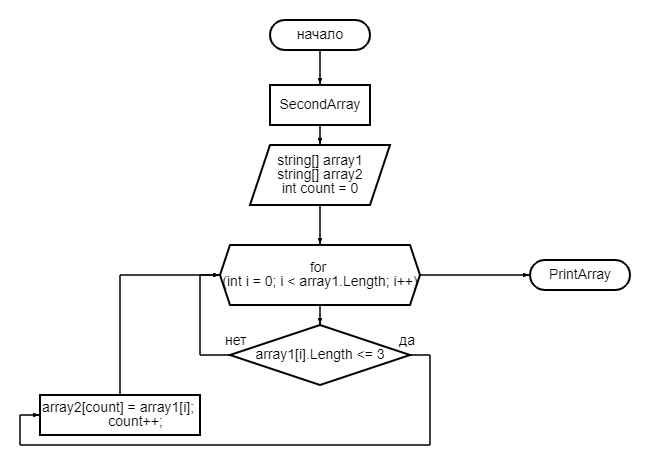 начало
SecondArray
string[] array1
string[] array2
int count = 0
for
(int i = 0; i < array1.Length; i++)
PrintArray
нет
да
array1[i].Length <= 3
array2[count] = array1[i];
count++;